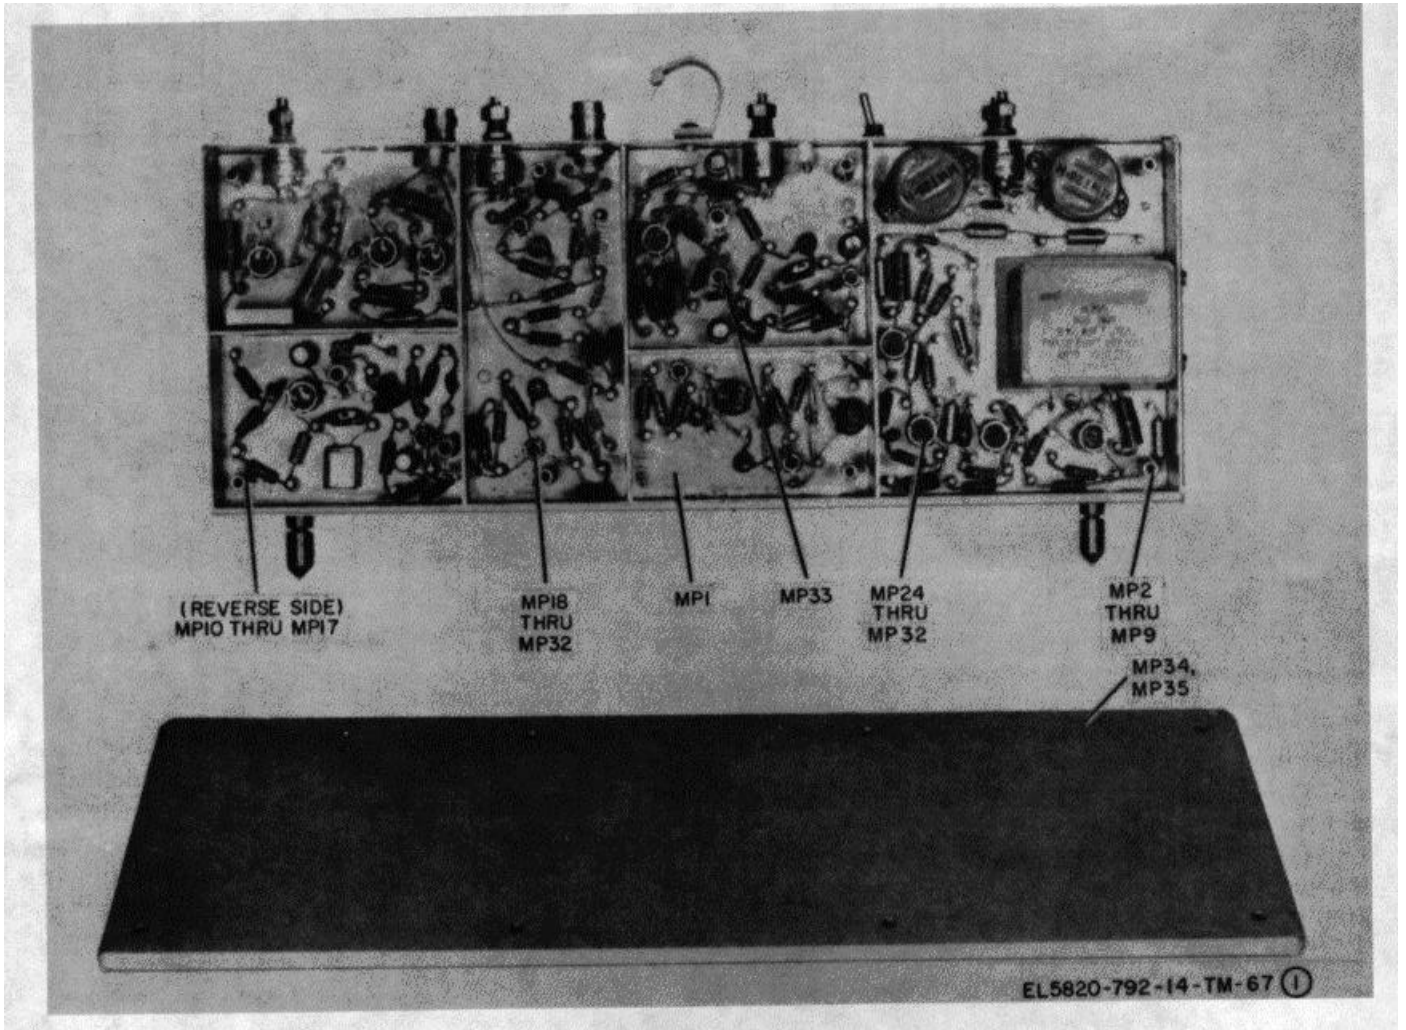 (REVERSE SIDE)
MP10 THRU MP17
MP18
THRU
MP32
MP1
MP33
MP24
THRU
MP32
MP2
THRU
MP9
MP34,
MP35
EL5820-792-14-TM-67 1